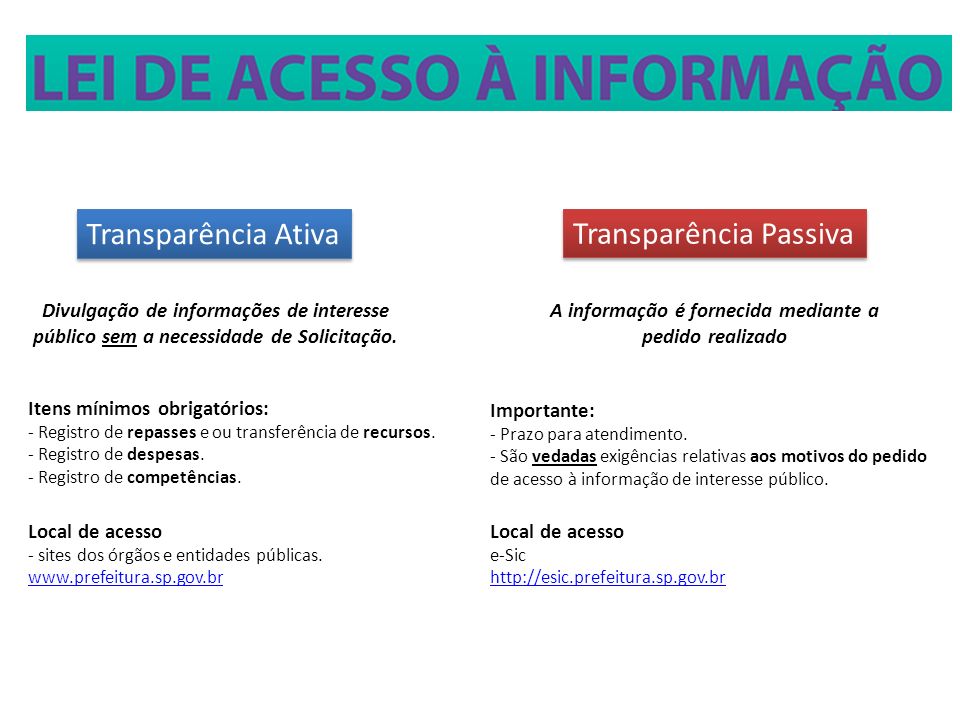 LEI DE ACESSO À INFORMAÇÃO
Transparência Ativa
Divulgação de informações de interesse
público sem a necessidade de Solicitação.
Itens mínimos obrigatórios:
- Registro de repasses e ou transferência de recursos.
- Registro de despesas.
- Registro de competências.
Local de acesso
- sites dos órgãos e entidades públicas.
www.prefeitura.sp.gov.br
Transparência Passiva
A informação é fornecida mediante a
pedido realizado
Importante:
- Prazo para atendimento.
- São vedadas exigências relativas aos motivos do pedido
de acesso à informação de interesse público.
Local de acesso
e-Sic
http://esic.prefeitura.sp.gov.br